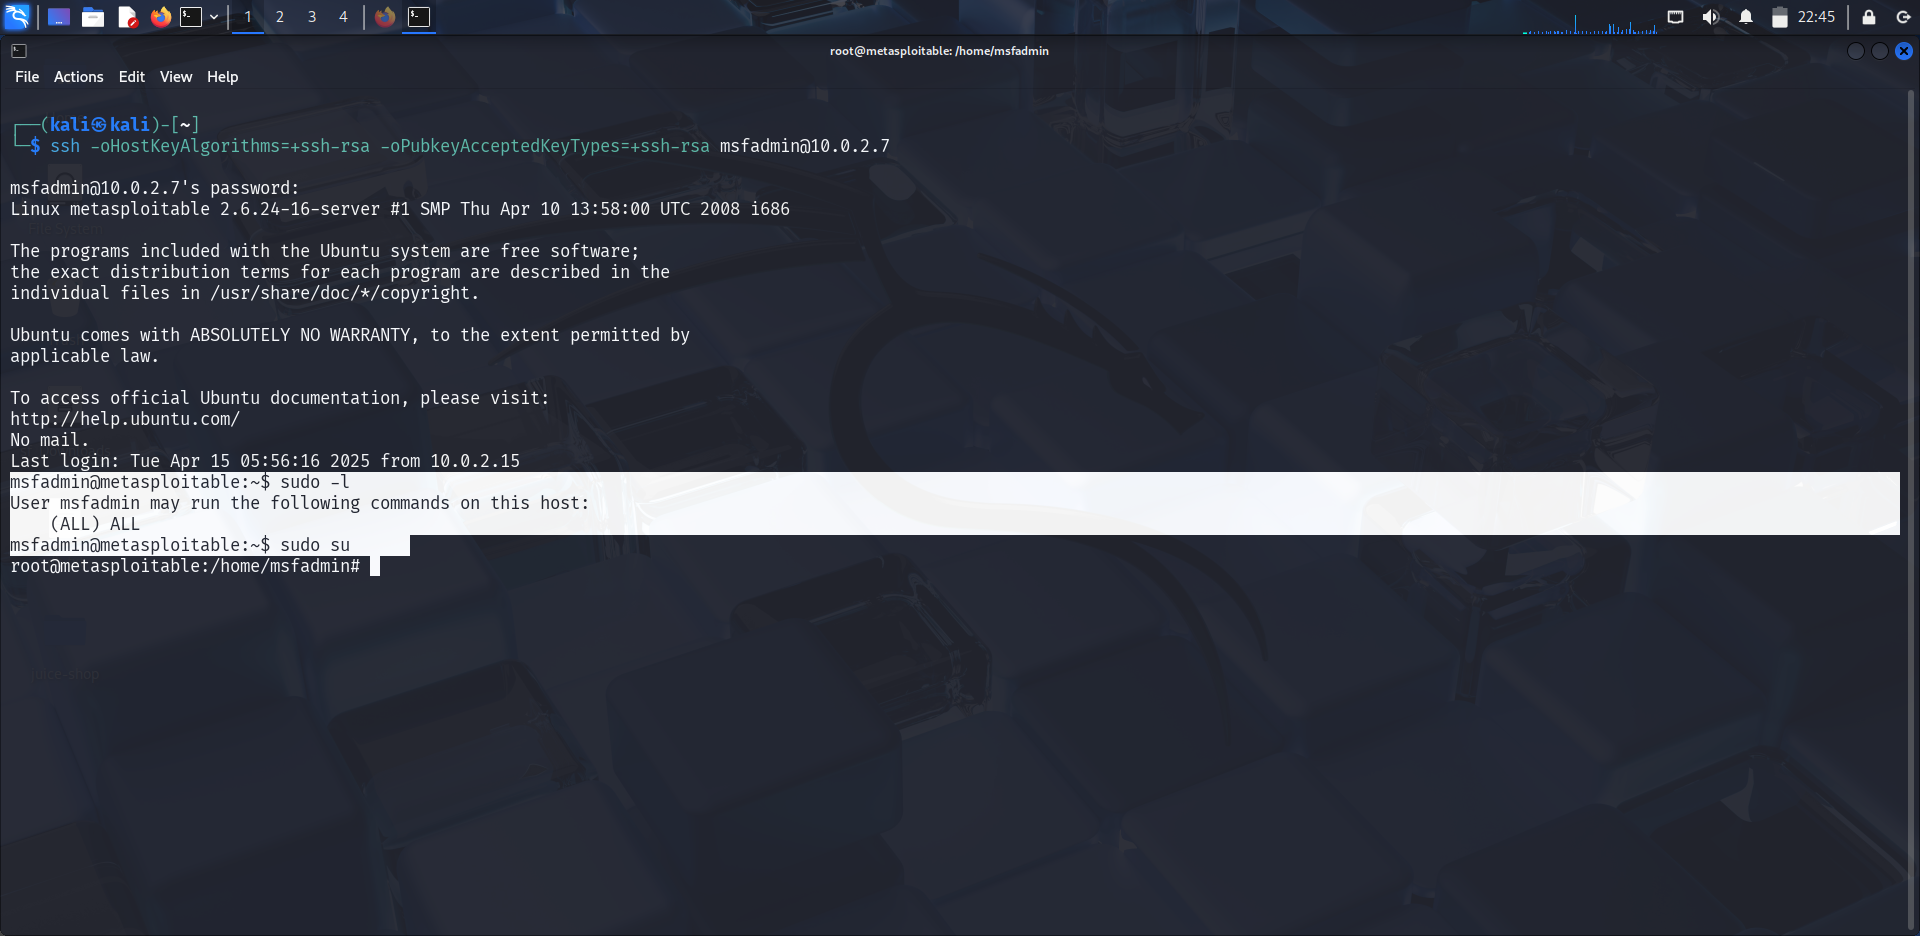 1 2 3 4
22:45
root@metasploitable: /home/msfadmin
File Actions Edit View Help
┌──(kali㉿kali)-[~]
└─$ ssh -oHostKeyAlgorithms=+ssh-rsa -oPubkeyAcceptedKeyTypes=+ssh-rsa msfadmin@10.0.2.7
msfadmin@10.0.2.7's password:
Linux metasploitable 2.6.24-16-server #1 SMP Thu Apr 10 13:58:00 UTC 2008 i686
File System
The programs included with the Ubuntu system are free software;
the exact distribution terms for each program are described in the
individual files in /usr/share/doc/*/copyright.
Ubuntu comes with ABSOLUTELY NO WARRANTY, to the extent permitted by
applicable law.
To access official Ubuntu documentation, please visit:
http://help.ubuntu.com/
No mail.
Last login: Tue Apr 15 05:56:16 2025 from 10.0.2.15
msfadmin@metasploitable:~$ sudo -l
User msfadmin may run the following commands on this host:
    (ALL) ALL
msfadmin@metasploitable:~$ sudo su
root@metasploitable:/home/msfadmin#
juice-shop